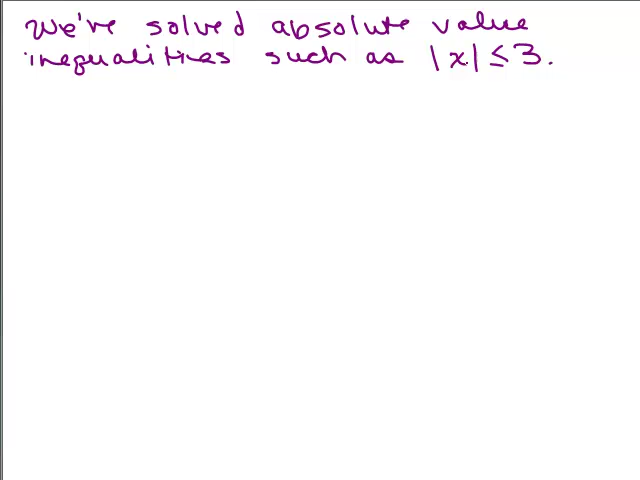 We've solved absolute value
inequalities such as |x| ≤ 3.